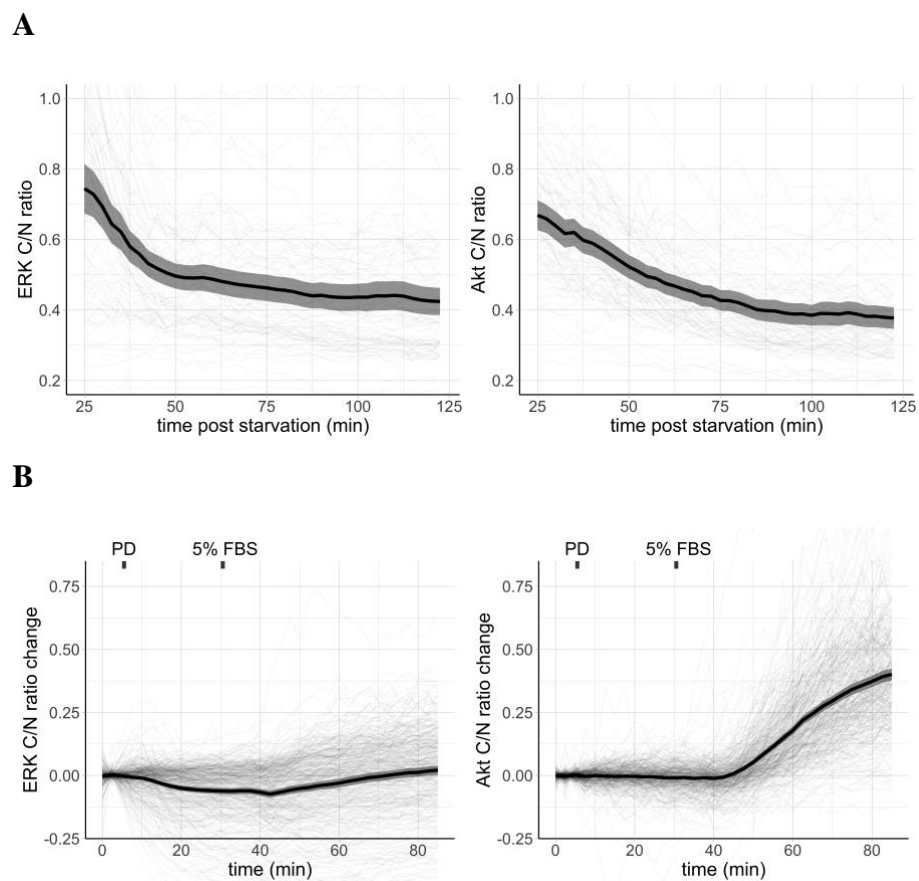 A
1.0
0.8
0.6
0.4
0.2
ERK C/N ratio
25
50
75
100
125
time post starvation (min)
1.0
0.8
0.6
0.4
0.2
Akt C/N ratio
25
50
75
100
125
time post starvation (min)
B
PD
5% FBS
0.75
0.50
0.25
0.00
-0.25
ERK C/N ratio change
0
20
40
60
80
time (min)
PD
5% FBS
0.75
0.50
0.25
0.00
-0.25
Akt C/N ratio change
0
20
40
60
80
time (min)